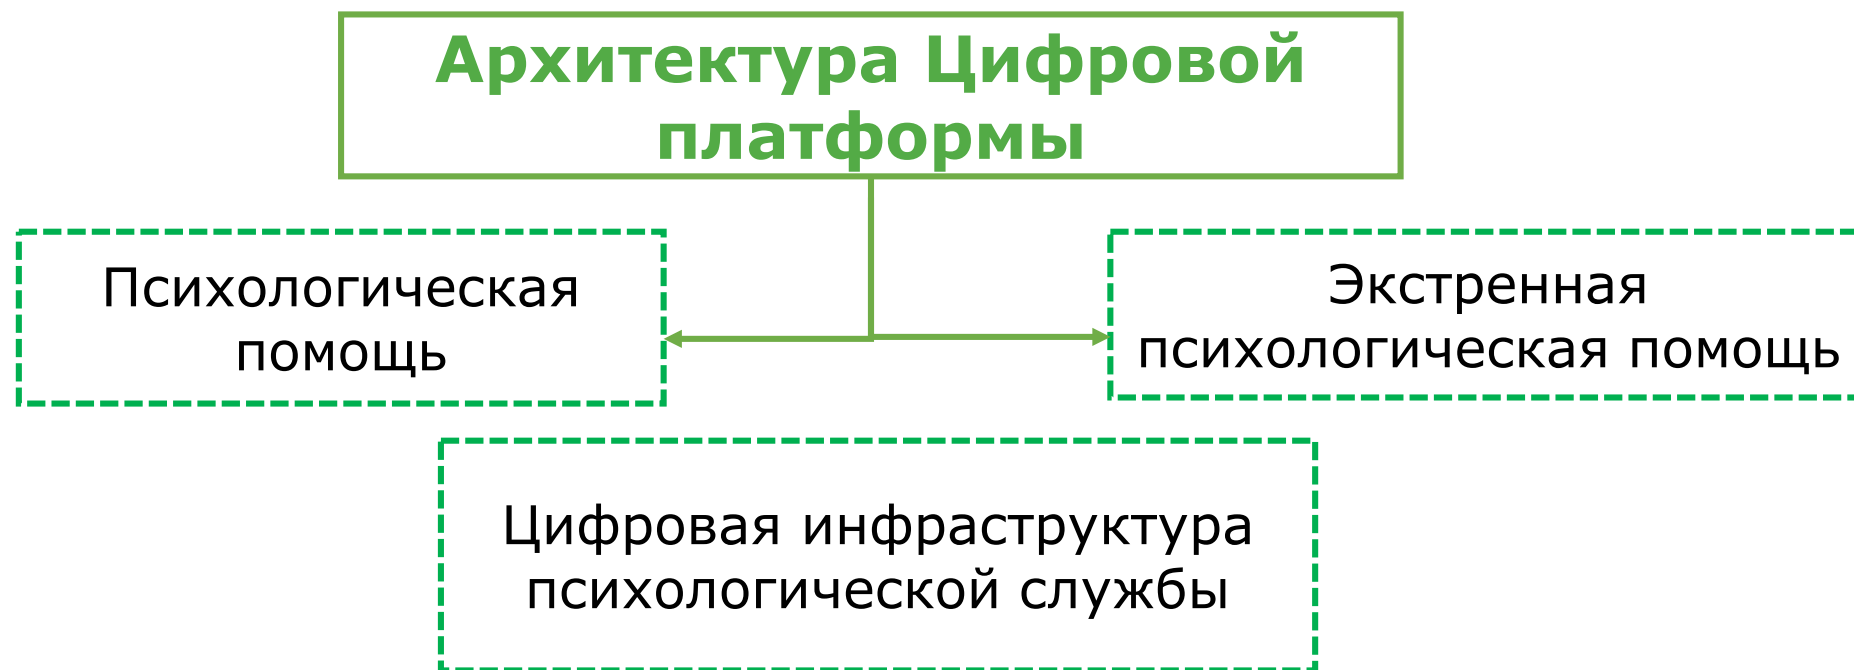 Архитектура Цифровой
платформы
Психологическая
помощь
Экстренная
психологическая помощь
Цифровая инфраструктура
психологической службы